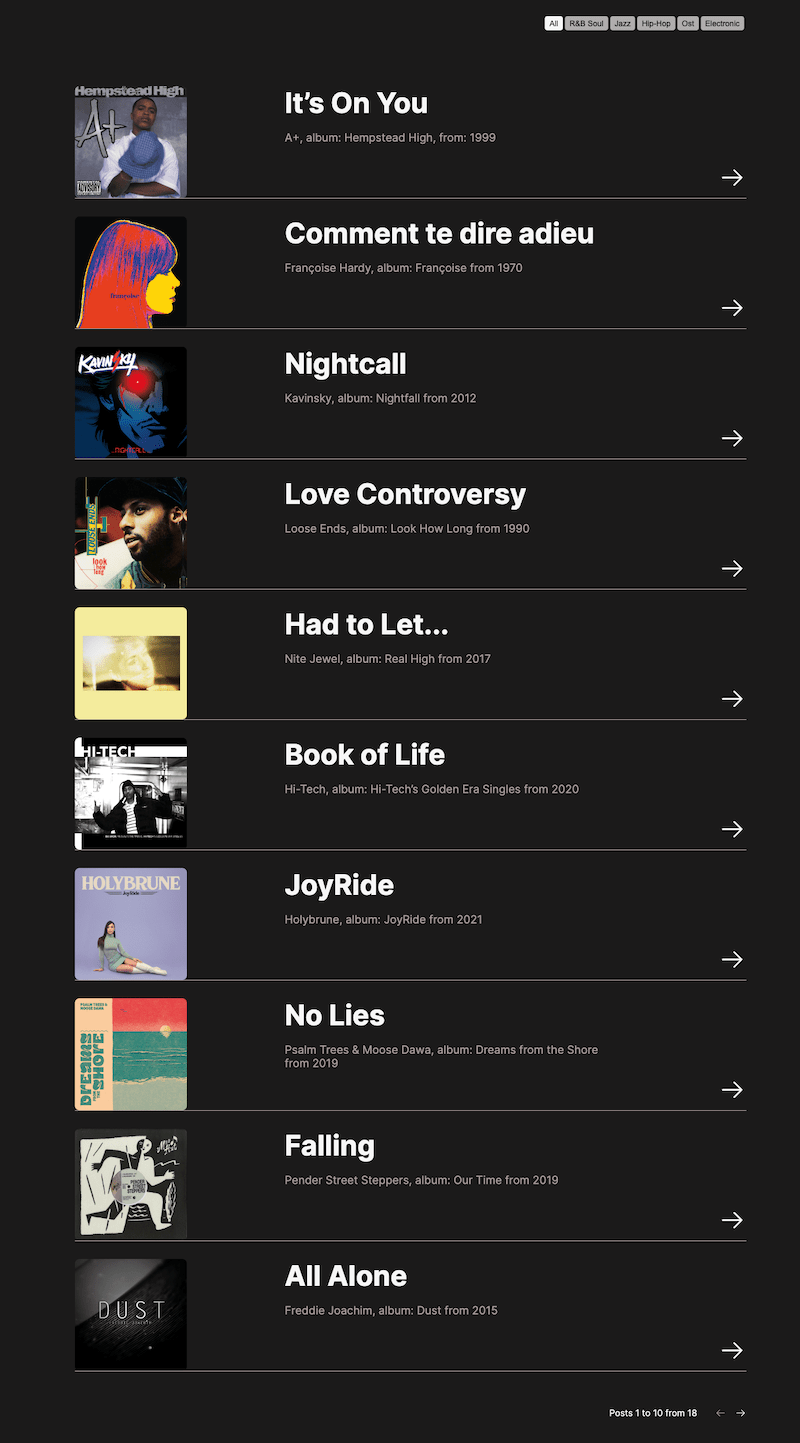 All R&B Soul Jazz Hip-Hop Ost Electronic
Hempstead High
A+
ADVISORY
It’s On You
A+, album: Hempstead High, from: 1999
françoise
Comment te dire adieu
Françoise Hardy, album: Françoise from 1970
KAVINSKY
NIGHTCALL
Nightcall
Kavinsky, album: Nightfall from 2012
LOOSE ENDS
look
how
long
Love Controversy
Loose Ends, album: Look How Long from 1990
Had to Let...
Nite Jewel, album: Real High from 2017
HI-TECH
Book of Life
Hi-Tech, album: Hi-Tech’s Golden Era Singles from 2020
HOLYBRUNE
JoyRide
JoyRide
Holybrune, album: JoyRide from 2021
PSALM TREES &
MOOSE DAWA
DREAMS
FROM THE
SHORE
No Lies
Psalm Trees & Moose Dawa, album: Dreams from the Shore
from 2019
PENDER
STREET
STEPPERS
Falling
Pender Street Steppers, album: Our Time from 2019
DUST
FREDDIE JOACHIM
All Alone
Freddie Joachim, album: Dust from 2015
Posts 1 to 10 from 18